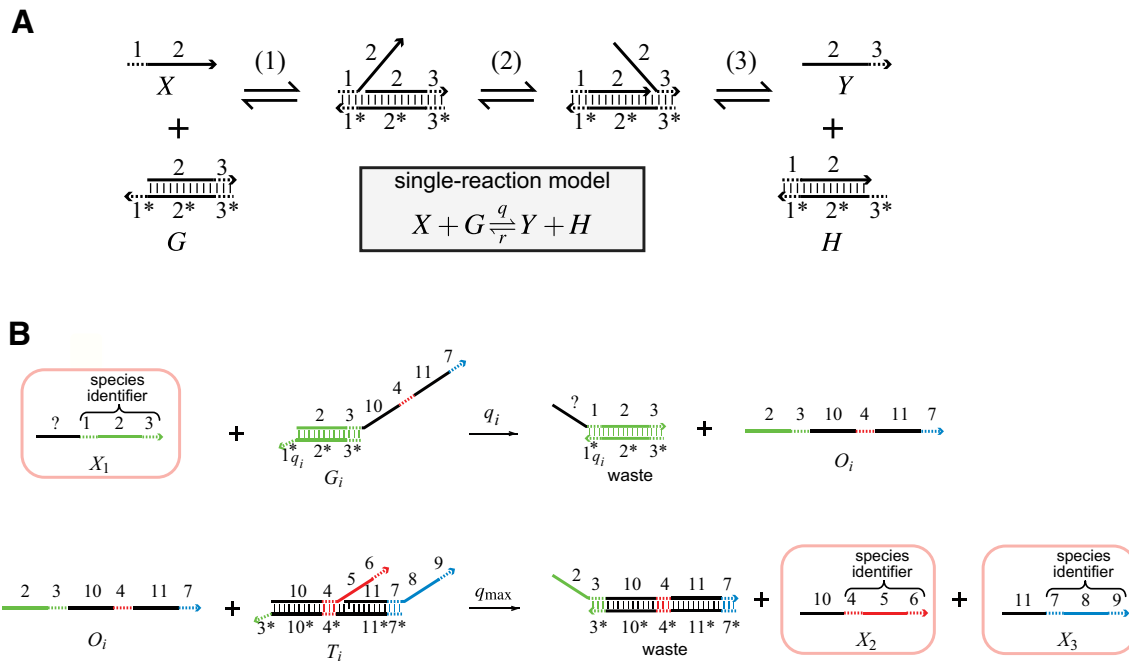 A
1 2
X
+
2 3
1* 2* 3*
G
(1)
2
1 2 3
1* 2* 3*
(2)
2
1 2 3
1* 2* 3*
(3)
2 3
Y
+
1 2
1* 2* 3*
H
single-reaction model
X + G ⇌ Y + H
q
r
B
species
identifier
? 1 2 3
X₁
+
2 3 10 4 11 7
1*qᵢ 2* 3*
Gᵢ
qᵢ
? 1 2 3
1*qᵢ 2* 3*
waste
+
2 3 10 4 11 7
Oᵢ
2 3 10 4 11 7
Oᵢ
+
10 4 5 6 11 7 8 9
3* 10* 4* 11* 7*
Tᵢ
qmax
2 3 10 4 11 7
3* 10* 4* 11* 7*
waste
+
species
identifier
10 4 5 6
X₂
+
species
identifier
11 7 8 9
X₃